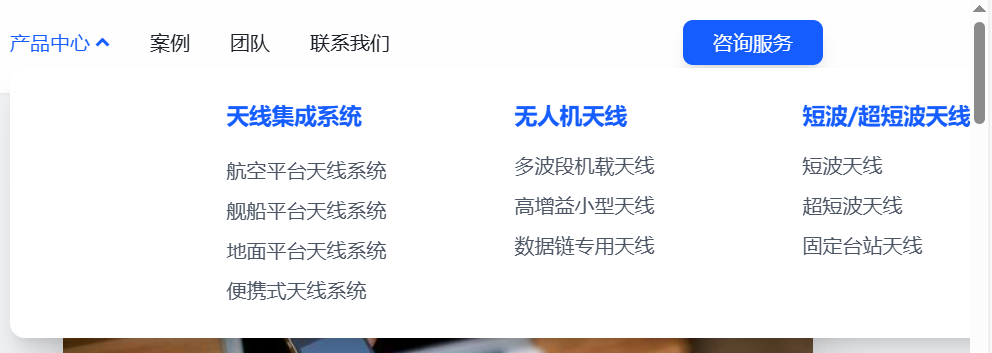 产品中心 案例 团队 联系我们 咨询服务
天线集成系统
航空平台天线系统
舰船平台天线系统
地面平台天线系统
便携式天线系统
无人机天线
多波段机载天线
高增益小型天线
数据链专用天线
短波/超短波天线
短波天线
超短波天线
固定台站天线